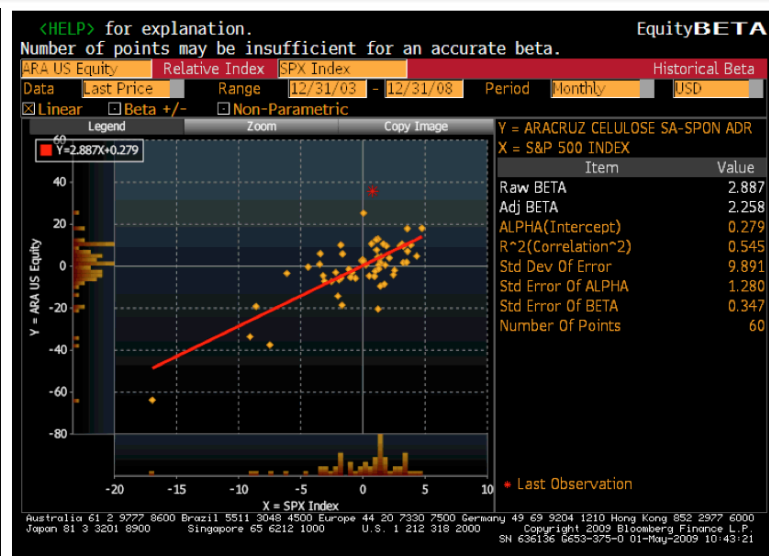 <HELP> for explanation. EquityBETA
Number of points may be insufficient for an accurate beta.
ARA US Equity Relative Index SPX Index Historical Beta
Data Last Price Range 12/31/03 - 12/31/08 Period Monthly USD
Linear Beta +/- Non-Parametric
Legend Zoom Copy Image
Y = ARACRUZ CELULOSE SA-SPON ADR
X = S&P 500 INDEX
Item Value
Raw BETA 2.887
Adj BETA 2.258
ALPHA(Intercept) 0.279
R^2(Correlation^2) 0.545
Std Dev Of Error 9.891
Std Error Of ALPHA 1.280
Std Error Of BETA 0.347
Number Of Points 60
* Last Observation
Y=2.887X+0.279
Y = ARA US Equity
60
40
20
0
-20
-40
-60
-80
-20 -15 -10 -5 0 5 10
X = SPX Index
Australia 61 2 9777 8600 Brazil 5511 3048 4500 Europe 44 20 7330 7500 Germany 49 69 9204 1210 Hong Kong 852 2977 6000
Japan 81 3 3201 8900 Singapore 65 6212 1000 U.S. 1 212 318 2000 Copyright 2009 Bloomberg Finance L.P.
SN 636136 G653-375-0 01-May-2009 10:43:21